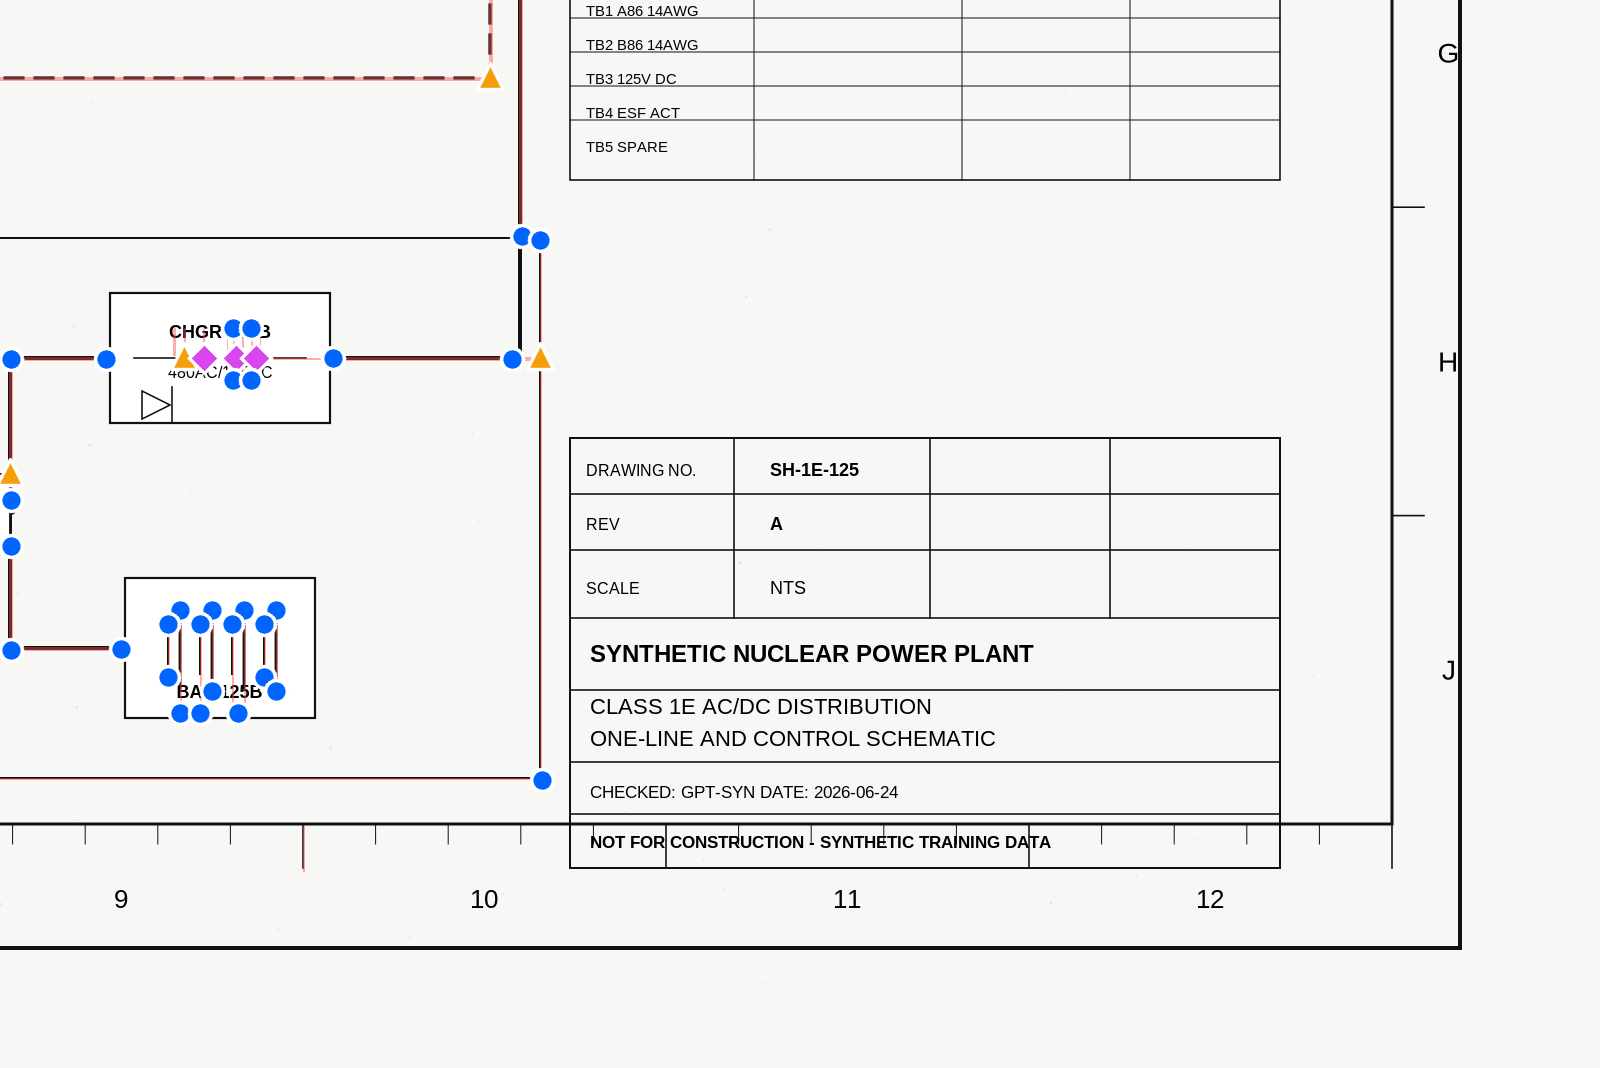 TB1 A86 14AWG
TB2 B86 14AWG
TB3 125V DC
TB4 ESF ACT
TB5 SPARE
G
H
J
CHGR
DRAWING NO. SH-1E-125
REV A
SCALE NTS
SYNTHETIC NUCLEAR POWER PLANT
CLASS 1E AC/DC DISTRIBUTION
ONE-LINE AND CONTROL SCHEMATIC
CHECKED: GPT-SYN DATE: 2026-06-24
NOT FOR CONSTRUCTION - SYNTHETIC TRAINING DATA
9 10 11 12